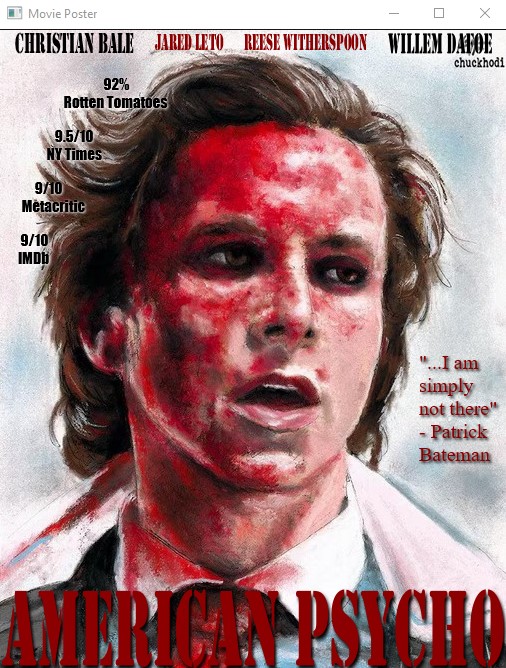 Movie Poster
CHRISTIAN BALE JARED LETO REESE WITHERSPOON WILLEM DAFOE
chuckhodi
92%
Rotten Tomatoes
9.5/10
NY Times
9/10
Metacritic
9/10
IMDb
"...I am
simply
not there"
- Patrick
Bateman
AMERICAN PSYCHO